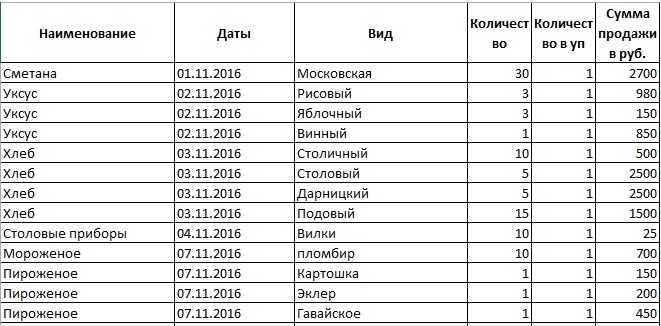 Наименование Даты Вид Количест во Количест во в уп Сумма продажи в руб.
Сметана 01.11.2016 Московская 30 1 2700
Уксус 02.11.2016 Рисовый 3 1 980
Уксус 02.11.2016 Яблочный 3 1 150
Уксус 02.11.2016 Винный 1 1 850
Хлеб 03.11.2016 Столичный 10 1 500
Хлеб 03.11.2016 Столовый 5 1 2500
Хлеб 03.11.2016 Дарницкий 5 1 2500
Хлеб 03.11.2016 Подовый 15 1 1500
Столовые приборы 04.11.2016 Вилки 10 1 25
Мороженое 07.11.2016 пломбир 10 1 700
Пироженое 07.11.2016 Картошка 1 1 150
Пироженое 07.11.2016 Эклер 1 1 200
Пироженое 07.11.2016 Гавайское 1 1 450